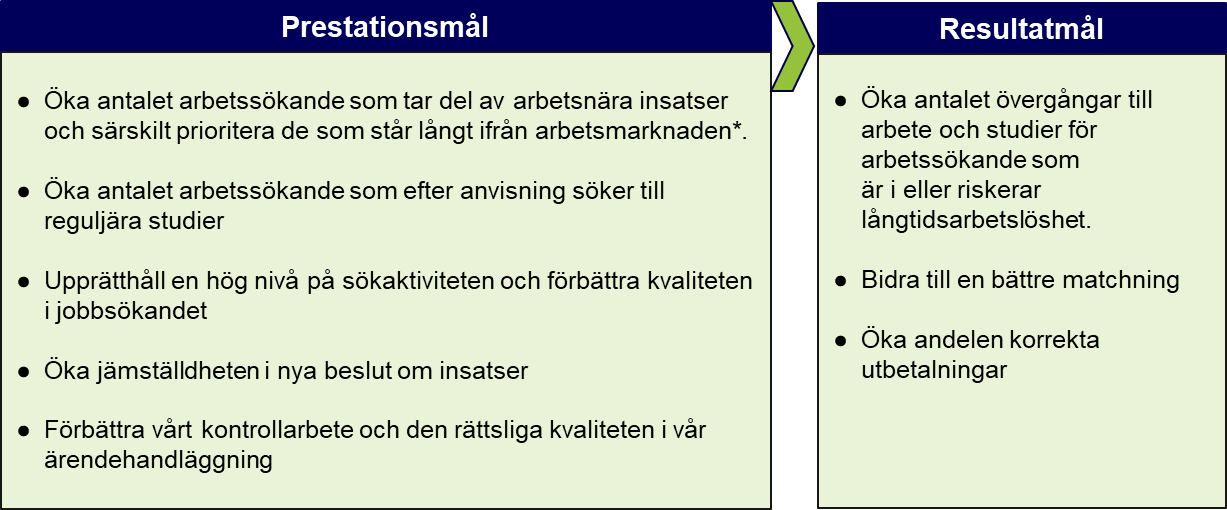 Prestationsmål
● Öka antalet arbetssökande som tar del av arbetsnära insatser
och särskilt prioritera de som står långt ifrån arbetsmarknaden*.
● Öka antalet arbetssökande som efter anvisning söker till
reguljära studier
● Upprätthåll en hög nivå på sökaktiviteten och förbättra kvaliteten
i jobbsökandet
● Öka jämställdheten i nya beslut om insatser
● Förbättra vårt kontrollarbete och den rättsliga kvaliteten i vår
ärendehandläggning
Resultatmål
● Öka antalet övergångar till
arbete och studier för
arbetssökande som
är i eller riskerar
långtidsarbetslöshet.
● Bidra till en bättre matchning
● Öka andelen korrekta
utbetalningar